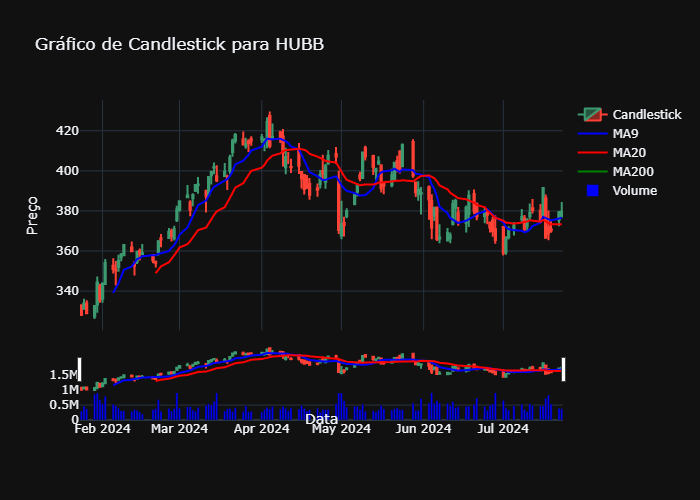 Gráfico de Candlestick para HUBB
Candlestick
MA9
MA20
MA200
Volume
420
400
380
360
340
Preço
1.5M
1M
0.5M
0
Data
Feb 2024
Mar 2024
Apr 2024
May 2024
Jun 2024
Jul 2024